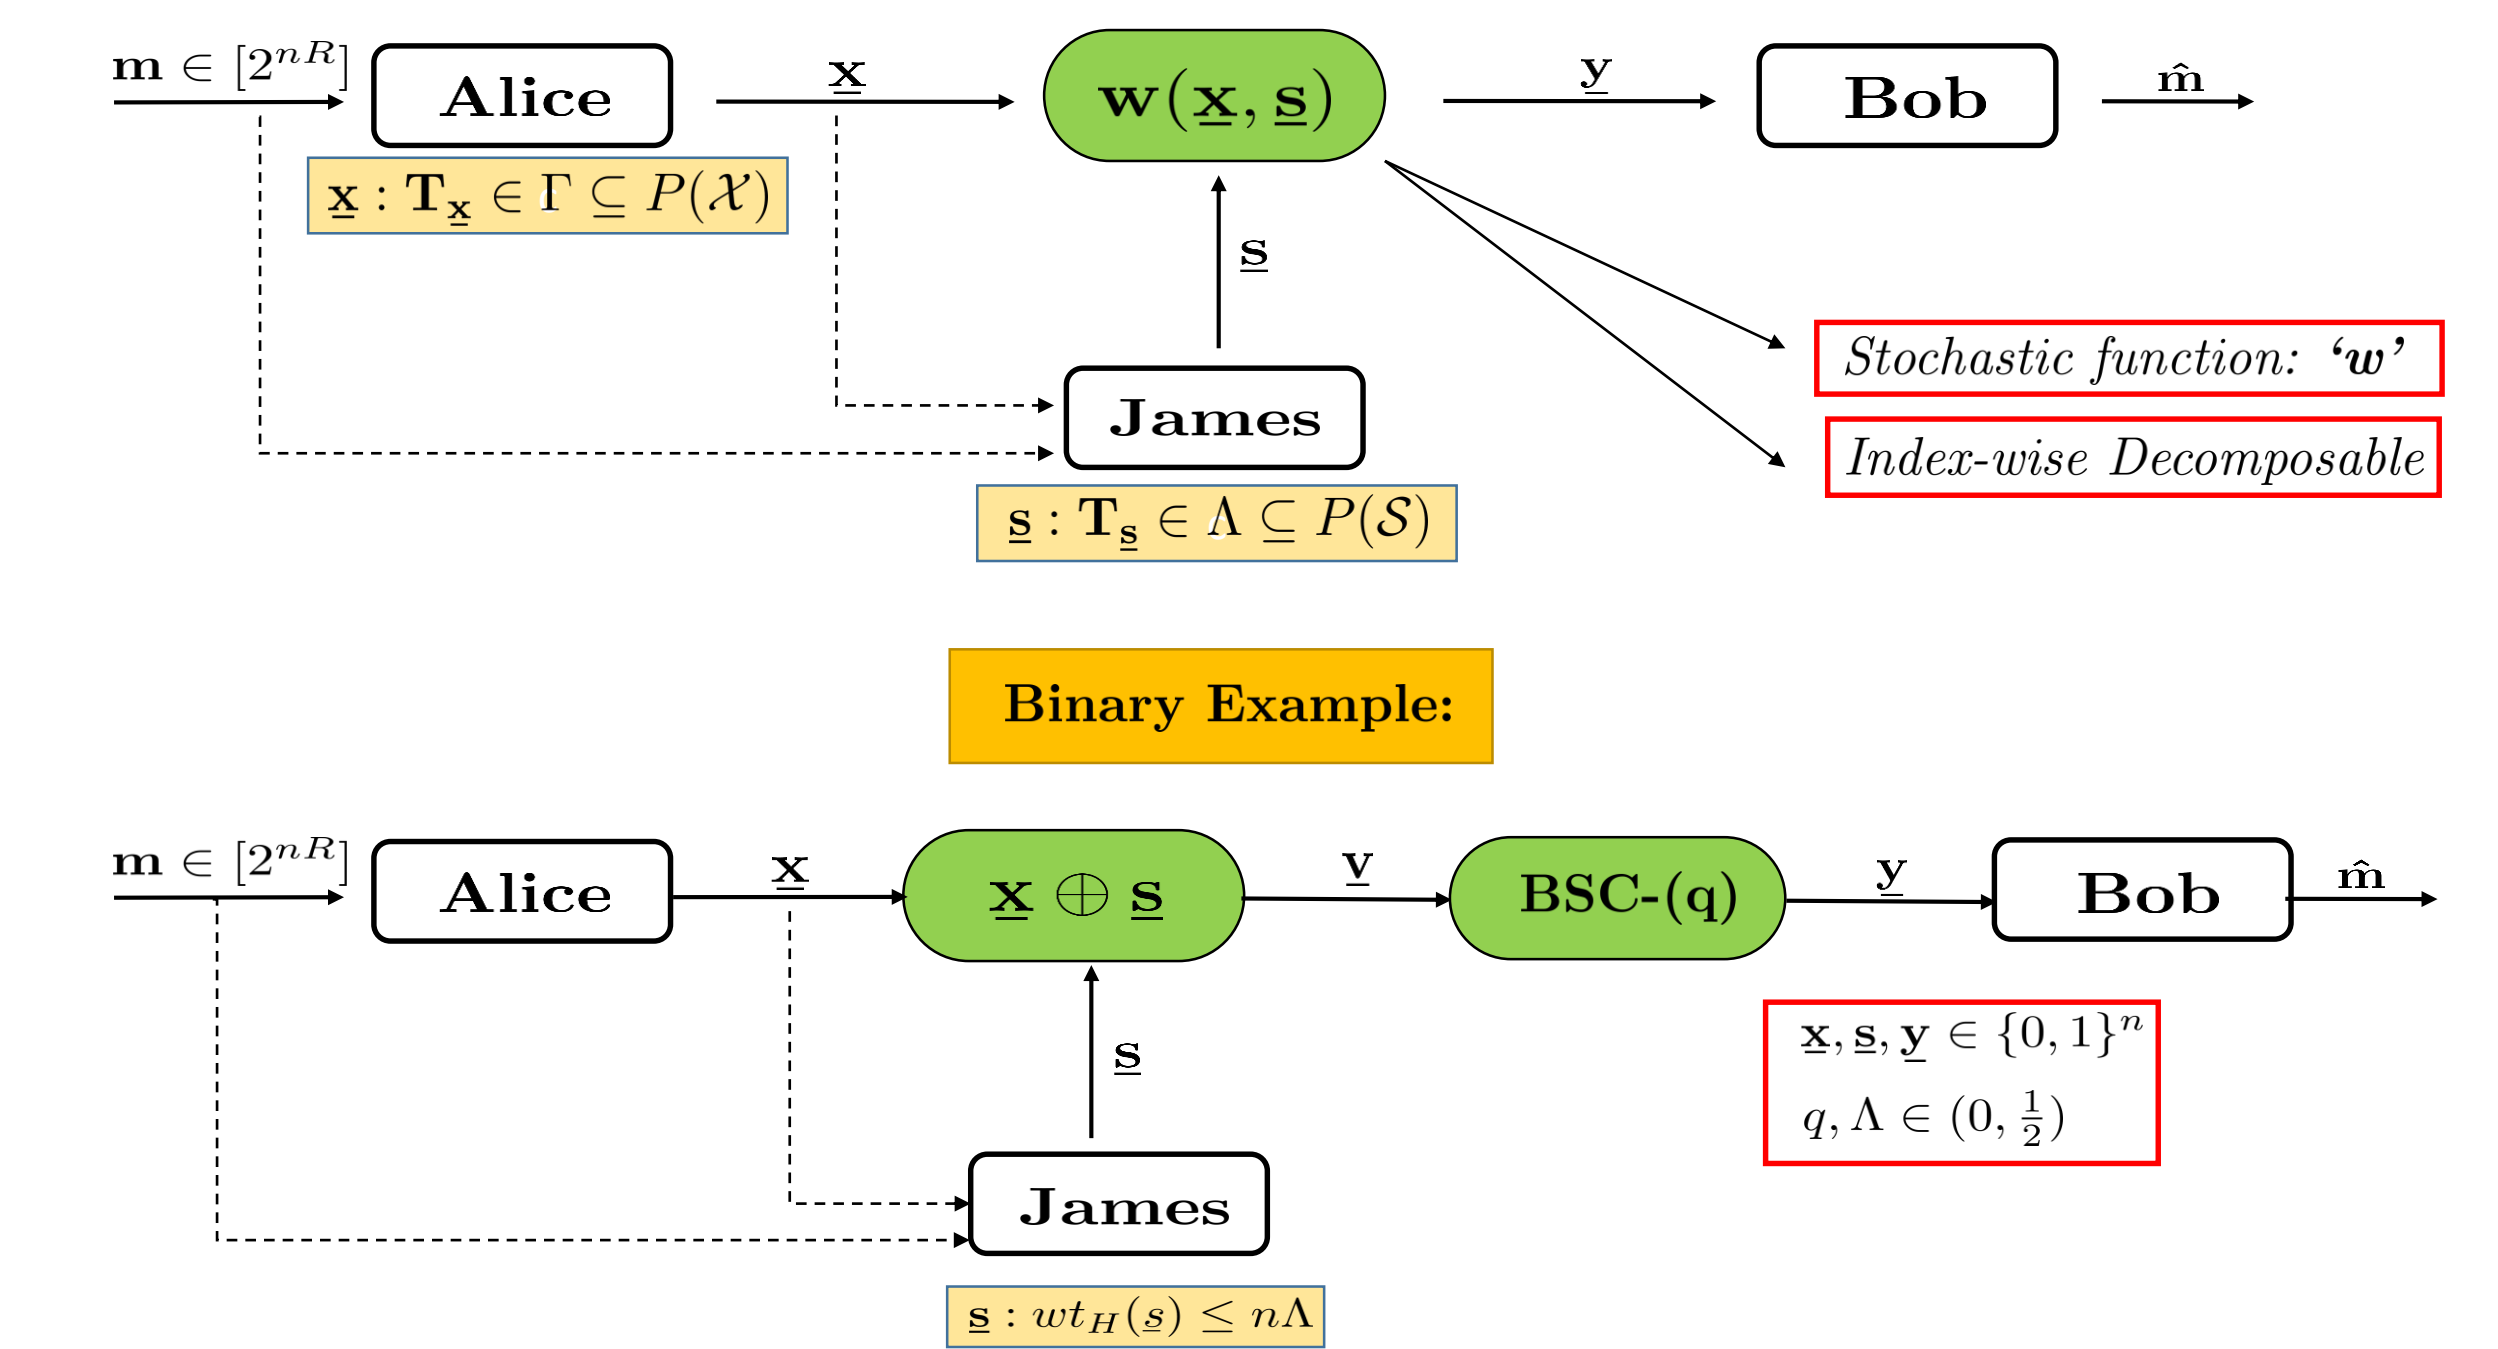 m ∈ [2^{nR}]
Alice
x̲
w(x̲, s̲)
y̲
Bob
m̂
x̲ : T_x̲ ∈ Γ ⊆ P(𝒳)
s̲
Stochastic function: ‘w’
James
Index-wise Decomposable
s̲ : T_s̲ ∈ Λ ⊆ P(𝒮)
Binary Example:
m ∈ [2^{nR}]
Alice
x̲
x̲ ⊕ s̲
v̲
BSC-(q)
y̲
Bob
m̂
s̲
x̲, s̲, y̲ ∈ {0, 1}^n
q, Λ ∈ (0, 1/2)
James
s̲ : wt_H(s̲) ≤ nΛ